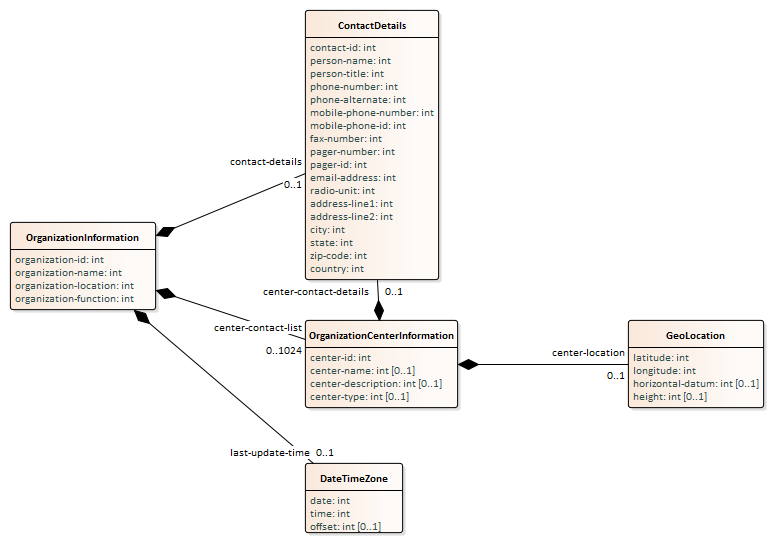 ContactDetails
contact-id: int
person-name: int
person-title: int
phone-number: int
phone-alternate: int
mobile-phone-number: int
mobile-phone-id: int
fax-number: int
pager-number: int
pager-id: int
email-address: int
radio-unit: int
address-line1: int
address-line2: int
city: int
state: int
zip-code: int
country: int
contact-details
0..1
OrganizationInformation
organization-id: int
organization-name: int
organization-location: int
organization-function: int
center-contact-details 0..1
center-contact-list
0..1024
OrganizationCenterInformation
center-id: int
center-name: int [0..1]
center-description: int [0..1]
center-type: int [0..1]
center-location
0..1
GeoLocation
latitude: int
longitude: int
horizontal-datum: int [0..1]
height: int [0..1]
last-update-time 0..1
DateTimeZone
date: int
time: int
offset: int [0..1]